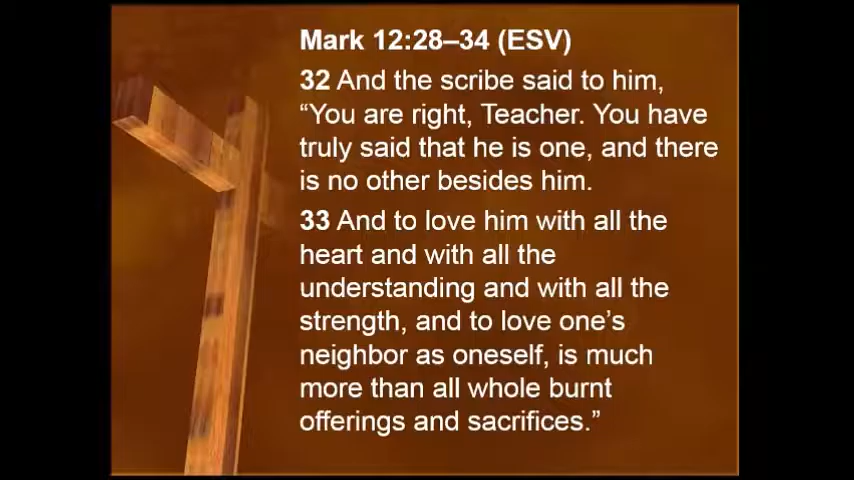 Mark 12:28–34 (ESV)
32 And the scribe said to him,
“You are right, Teacher. You have
truly said that he is one, and there
is no other besides him.
33 And to love him with all the
heart and with all the
understanding and with all the
strength, and to love one’s
neighbor as oneself, is much
more than all whole burnt
offerings and sacrifices.”